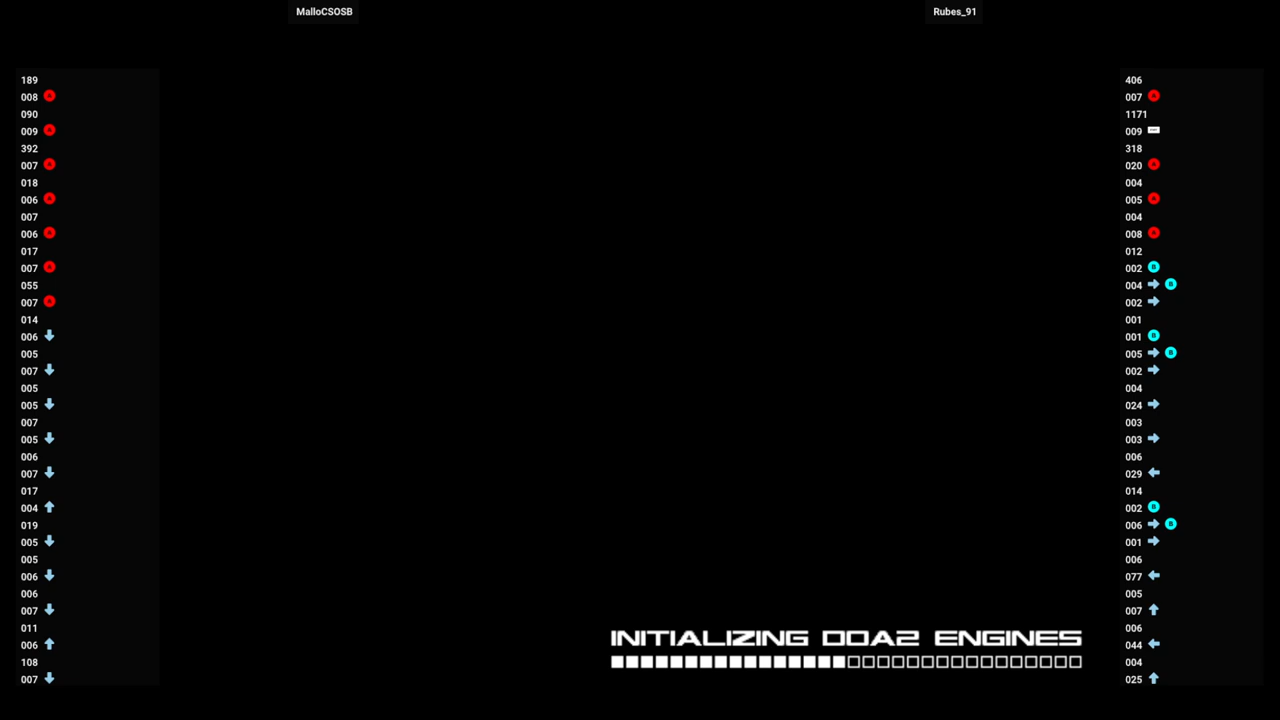 MalloCSOSB
Rubes_91
189
008 A
090
009 A
392
007 A
018
006 A
007
006 A
017
007 A
055
007 A
014
006
005
007
005
005
007
005
006
007
017
004
019
005
005
006
006
007
011
006
108
007
406
007 A
1171
009
318
020 A
004
005 A
004
008 A
012
002 B
004 B
002
001
001 B
005 B
002
004
024
003
003
006
029
014
002 B
006 B
001
006
077
005
007
006
044
004
025
INITIALIZING DOA2 ENGINES